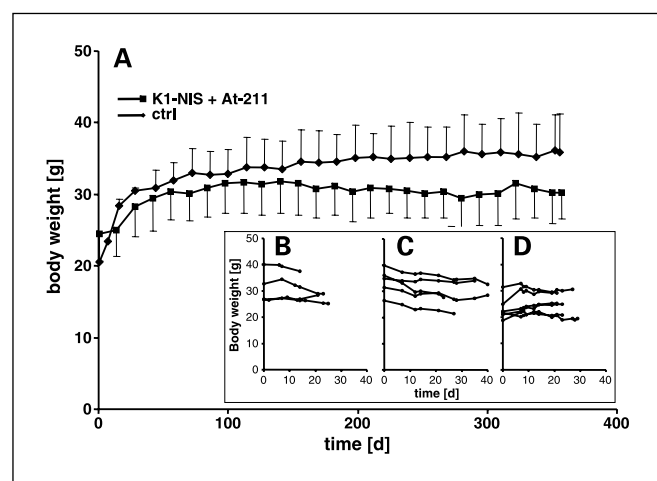 50
A
K1-NIS + At-211
ctrl
40
30
20
10
0
body weight [g]
0 100 200 300 400
time [d]
B C D
50
40
30
20
10
0
Body weight [g]
0 10 20 30 40 0 10 20 30 40 0 10 20 30 40
time [d]